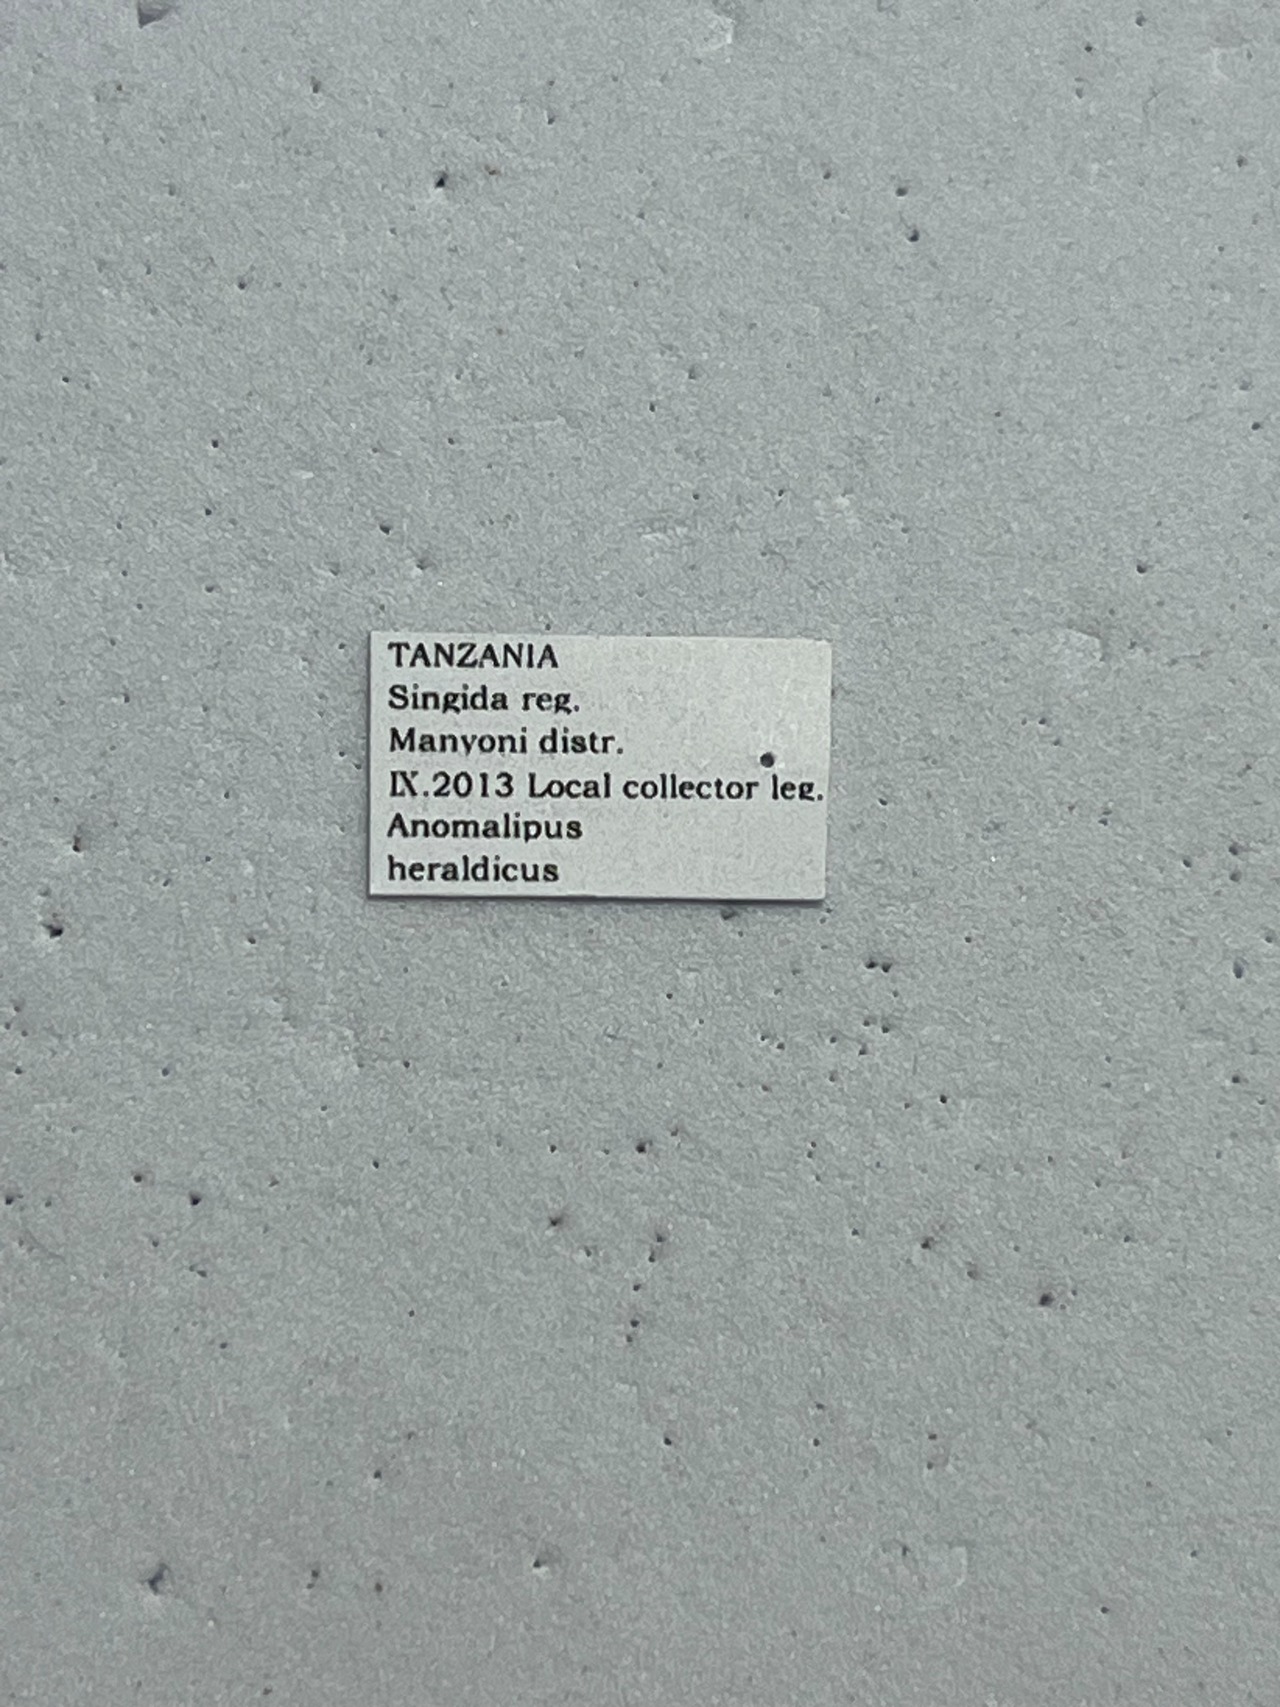 TANZANIA
Singida reg.
Manyoni distr.
IX.2013 Local collector leg.
Anomalipus
heraldicus